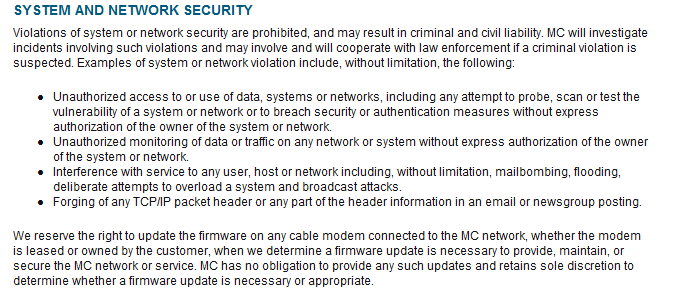 SYSTEM AND NETWORK SECURITY
Violations of system or network security are prohibited, and may result in criminal and civil liability. MC will investigate
incidents involving such violations and may involve and will cooperate with law enforcement if a criminal violation is
suspected. Examples of system or network violation include, without limitation, the following:
● Unauthorized access to or use of data, systems or networks, including any attempt to probe, scan or test the
vulnerability of a system or network or to breach security or authentication measures without express
authorization of the owner of the system or network.
● Unauthorized monitoring of data or traffic on any network or system without express authorization of the owner
of the system or network.
● Interference with service to any user, host or network including, without limitation, mailbombing, flooding,
deliberate attempts to overload a system and broadcast attacks.
● Forging of any TCP/IP packet header or any part of the header information in an email or newsgroup posting.
We reserve the right to update the firmware on any cable modem connected to the MC network, whether the modem
is leased or owned by the customer, when we determine a firmware update is necessary to provide, maintain, or
secure the MC network or service. MC has no obligation to provide any such updates and retains sole discretion to
determine whether a firmware update is necessary or appropriate.